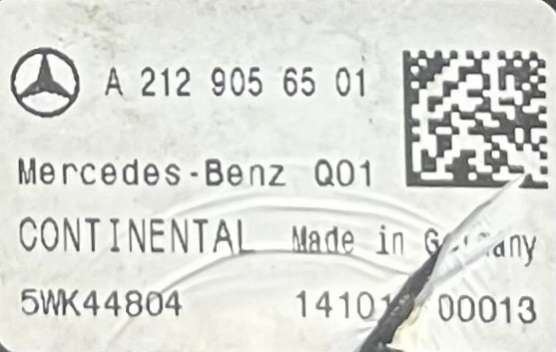 A 212 905 65 01
Mercedes-Benz Q01
CONTINENTAL Made in
5WK44804 00013